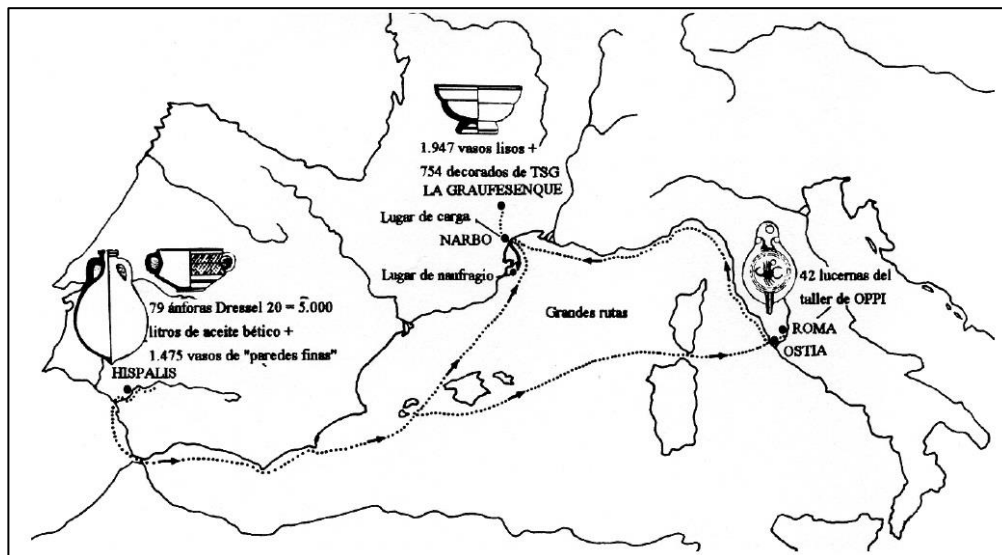 1.947 vasos lisos +
754 decorados de TSG
LA GRAUFESENQUE
Lugar de carga
NARBO
Lugar de naufragio
42 lucernas del
taller de OPPI
ROMA
OSTIA
Grandes rutas
79 ánforas Dressel 20 = 5.000
litros de aceite bético +
1.475 vasos de "paredes finas"
HISPALIS